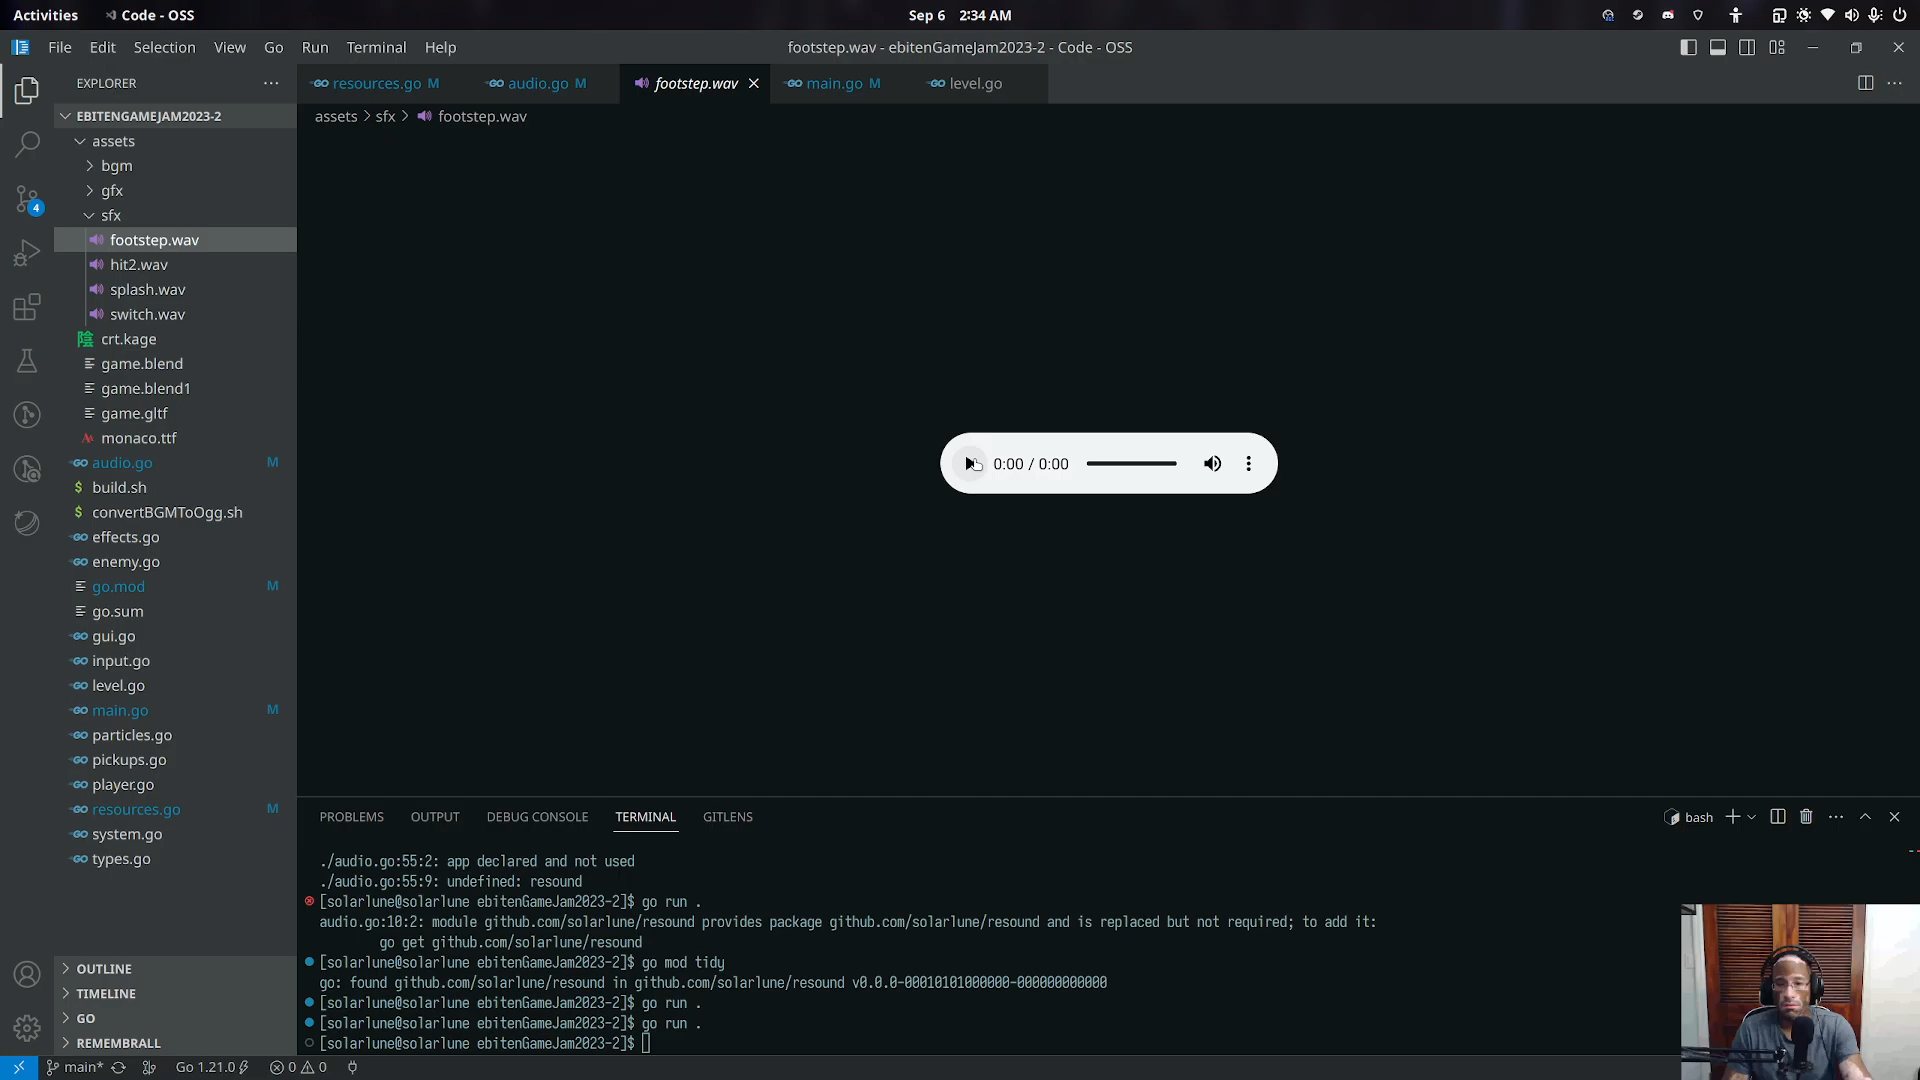 Activities
Code - OSS
Sep 6 2:34 AM
File Edit Selection View Go Run Terminal Help
footstep.wav - ebitenGameJam2023-2 - Code - OSS
EXPLORER
resources.go M
audio.go M
footstep.wav
main.go M
level.go
assets > sfx > footstep.wav
EBITENGAMEJAM2023-2
assets
bgm
gfx
sfx
footstep.wav
hit2.wav
splash.wav
switch.wav
陰 crt.kage
game.blend
game.blend1
game.gltf
monaco.ttf
audio.go M
build.sh
convertBGMToOgg.sh
effects.go
enemy.go
go.mod M
go.sum
gui.go
input.go
level.go
main.go M
particles.go
pickups.go
player.go
resources.go M
system.go
types.go
OUTLINE
TIMELINE
GO
REMEMBRALL
4
0:00 / 0:00
PROBLEMS OUTPUT DEBUG CONSOLE TERMINAL GITLENS
bash
./audio.go:55:2: app declared and not used
./audio.go:55:9: undefined: resound
[solarlune@solarlune ebitenGameJam2023-2]$ go run .
audio.go:10:2: module github.com/solarlune/resound provides package github.com/solarlune/resound and is replaced but not required; to add it:
go get github.com/solarlune/resound
[solarlune@solarlune ebitenGameJam2023-2]$ go mod tidy
go: found github.com/solarlune/resound in github.com/solarlune/resound v0.0.0-00010101000000-000000000000
[solarlune@solarlune ebitenGameJam2023-2]$ go run .
[solarlune@solarlune ebitenGameJam2023-2]$ go run .
[solarlune@solarlune ebitenGameJam2023-2]$
main* Go 1.21.0 0 0